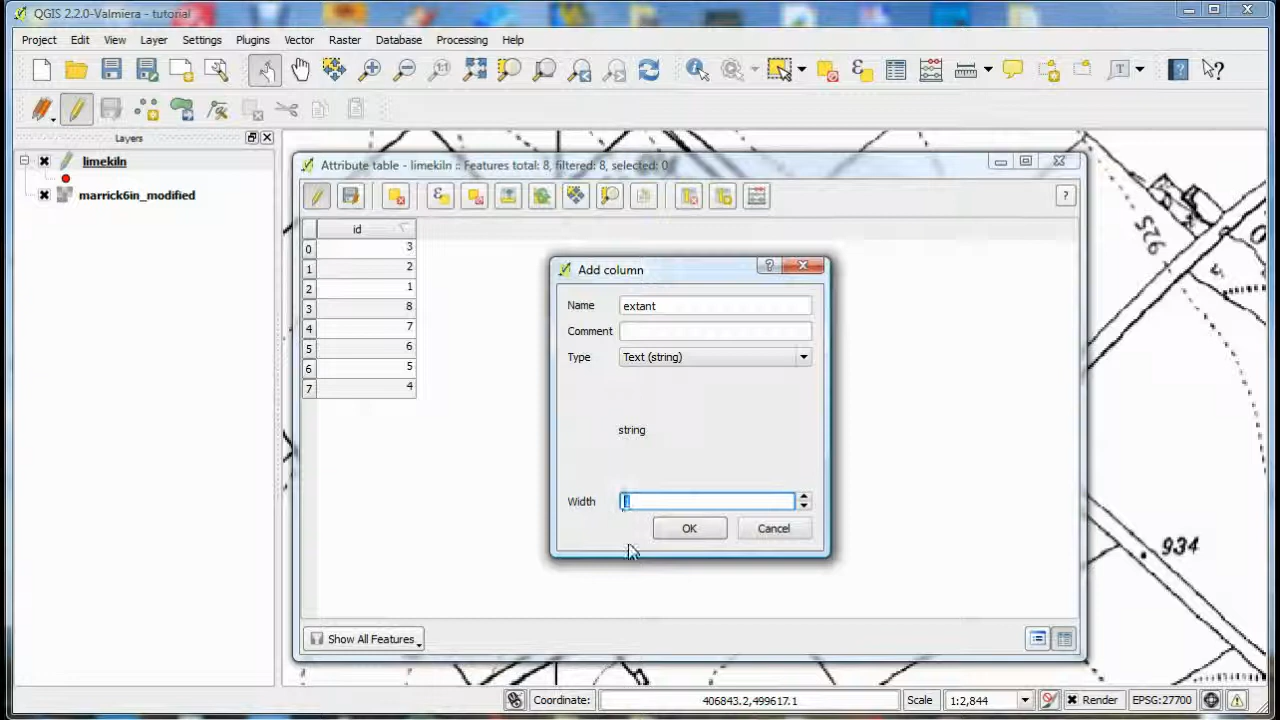 QGIS 2.2.0-Valmiera - tutorial
Project Edit View Layer Settings Plugins Vector Raster Database Processing Help
Layers
limekiln
marrick6in_modified
Attribute table - limekiln :: Features total: 8, filtered: 8, selected: 0
id
0 3
1 2
2 1
3 8
4 7
5 6
6 5
7 4
Add column
Name extant
Comment
Type Text (string)
string
Width
OK Cancel
Show All Features
925
934
Coordinate: 406843.2,499617.1 Scale 1:2,844 Render EPSG:27700